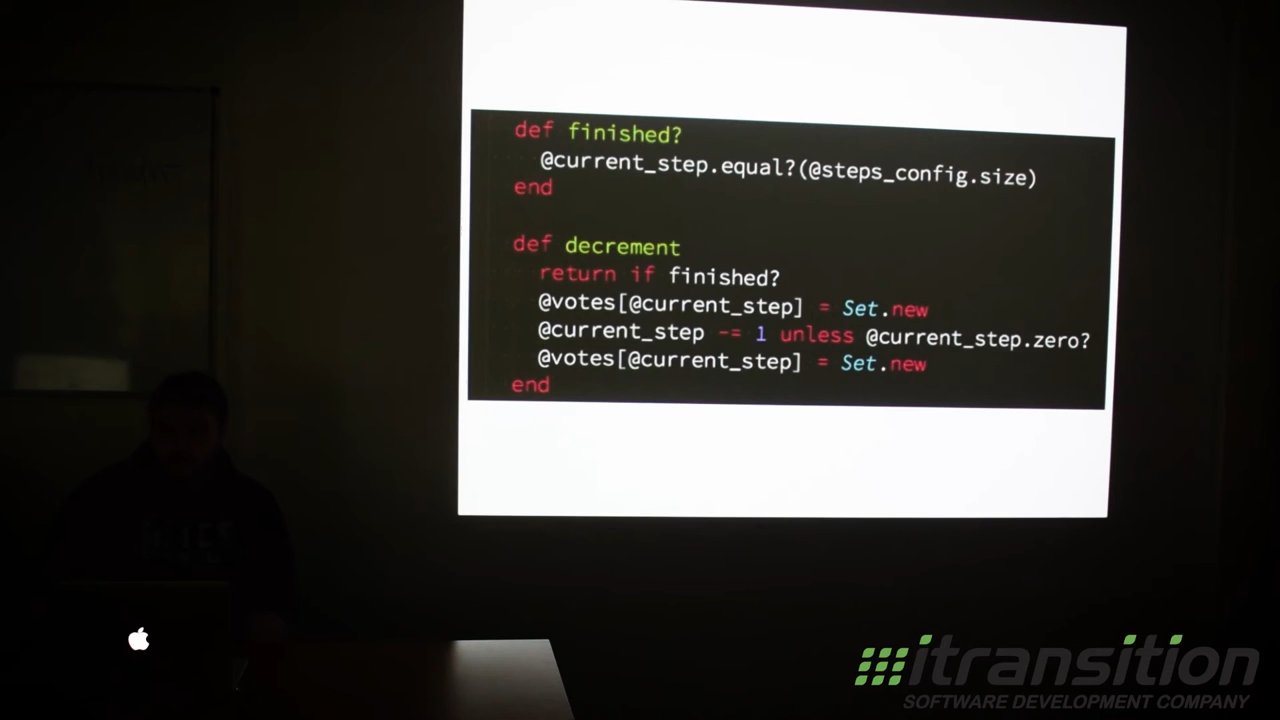 def finished?
@current_step.equal?(@steps_config.size)
end
def decrement
return if finished?
@votes[@current_step] = Set.new
@current_step -= 1 unless @current_step.zero?
@votes[@current_step] = Set.new
end
itransition
SOFTWARE DEVELOPMENT COMPANY